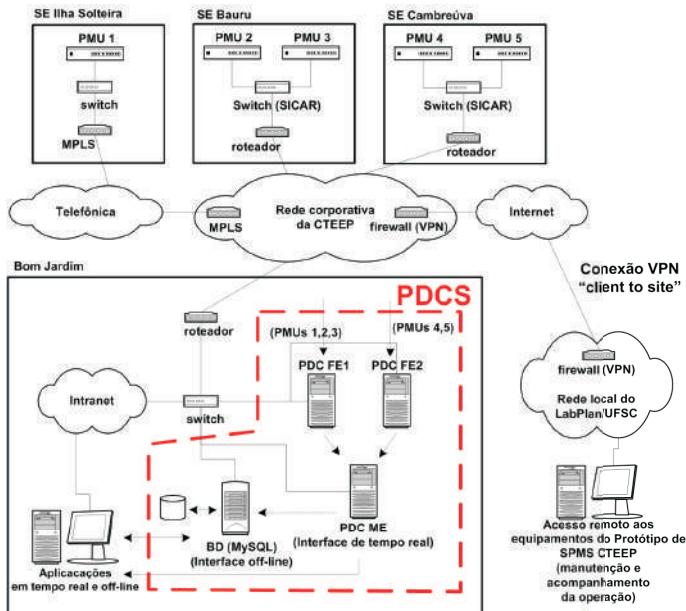 SE Ilha Solteira
SE Bauru
SE Cambreúva
PMU 1
PMU 2
PMU 3
PMU 4
PMU 5
switch
Switch (SICAR)
Switch (SICAR)
MPLS
roteador
roteador
Telefônica
MPLS
Rede corporativa
da CTEEP
firewall (VPN)
Internet
Bom Jardim
Conexão VPN
“client to site”
PDCS
roteador
(PMUs 1,2,3)
(PMUs 4,5)
PDC FE1
PDC FE2
Intranet
switch
firewall (VPN)
Rede local do
LabPlan/UFSC
BD (MySQL)
(Interface off-line)
PDC ME
(Interface de tempo real)
Aplicacações
em tempo real e off-line
Acesso remoto aos
equipamentos do Protótipo de
SPMS CTEEP
(manutenção e
acompanhamento
da operação)